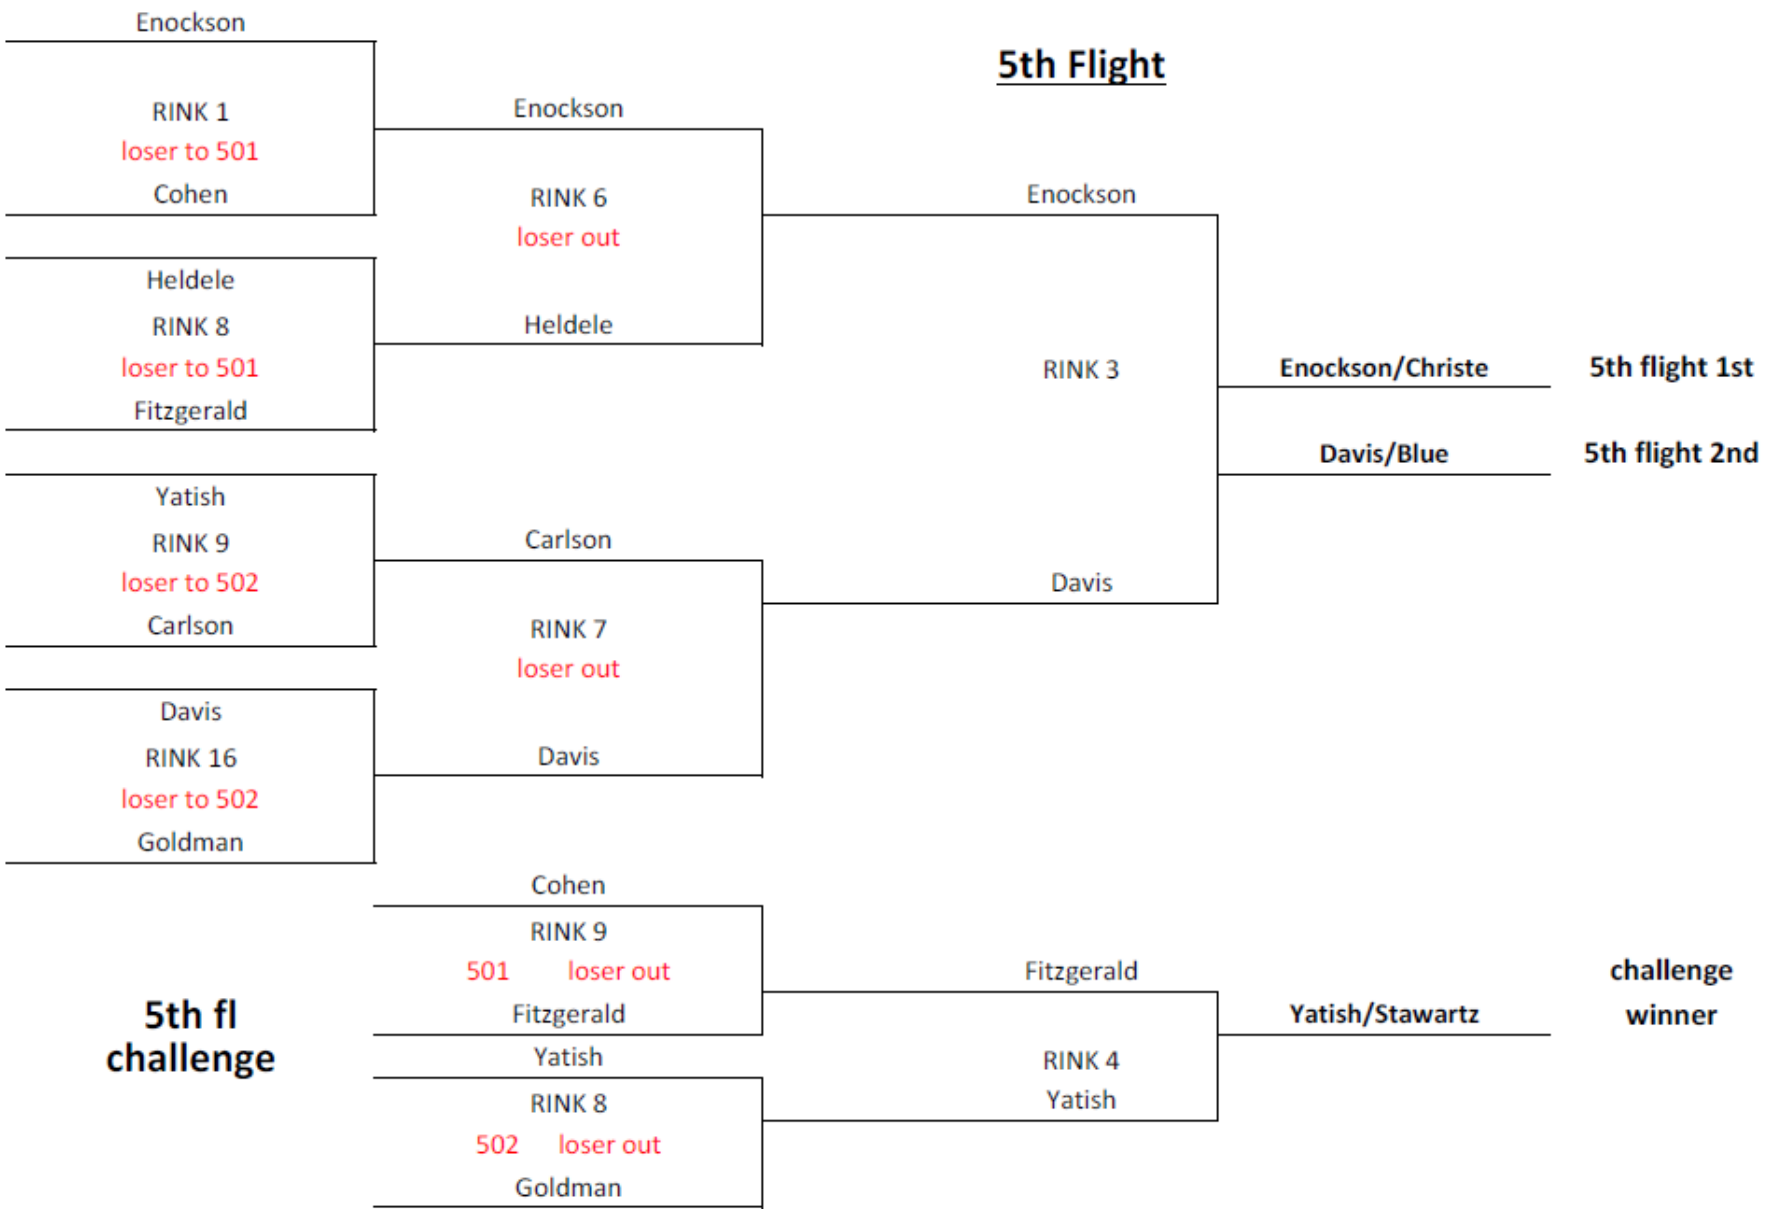 Enockson
5th Flight
RINK 1
Enockson
loser to 501
Cohen
RINK 6
Enockson
loser out
Heldele
RINK 8
Heldele
loser to 501
RINK 3
Enockson/Christe
5th flight 1st
Fitzgerald
Davis/Blue
5th flight 2nd
Yatish
RINK 9
Carlson
loser to 502
Davis
Carlson
RINK 7
loser out
Davis
RINK 16
Davis
loser to 502
Goldman
Cohen
RINK 9
501 loser out
Fitzgerald
challenge
5th fl
Fitzgerald
Yatish/Stawartz
winner
challenge
Yatish
RINK 4
RINK 8
Yatish
502 loser out
Goldman